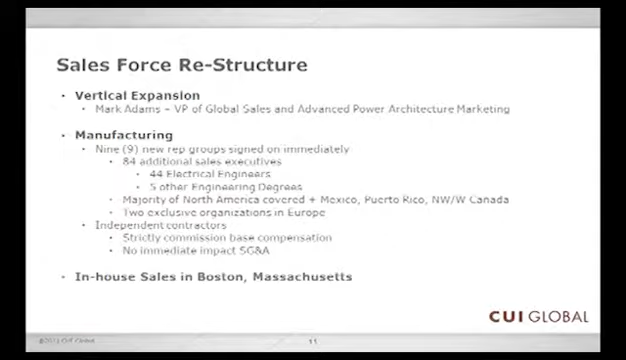 Sales Force Re-Structure
• Vertical Expansion
• Mark Adams – VP of Global Sales and Advanced Power Architecture Marketing
• Manufacturing
• Nine (9) new rep groups signed on immediately
• 84 additional sales executives
• 44 Electrical Engineers
• 5 other Engineering Degrees
• Majority of North America covered + Mexico, Puerto Rico, NW/W Canada
• Two exclusive organizations in Europe
• Independent contractors
• Strictly commission base compensation
• No immediate impact SG&A
• In-house Sales in Boston, Massachusetts
CUI GLOBAL
CUI Global
11